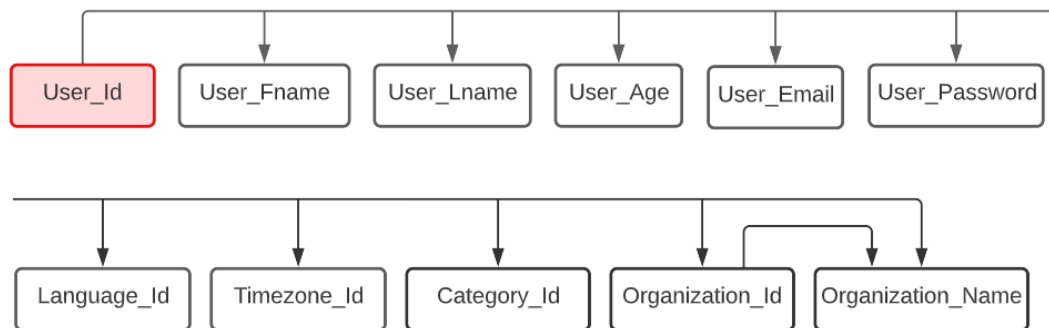 User_Id
User_Fname
User_Lname
User_Age
User_Email
User_Password
Language_Id
Timezone_Id
Category_Id
Organization_Id
Organization_Name